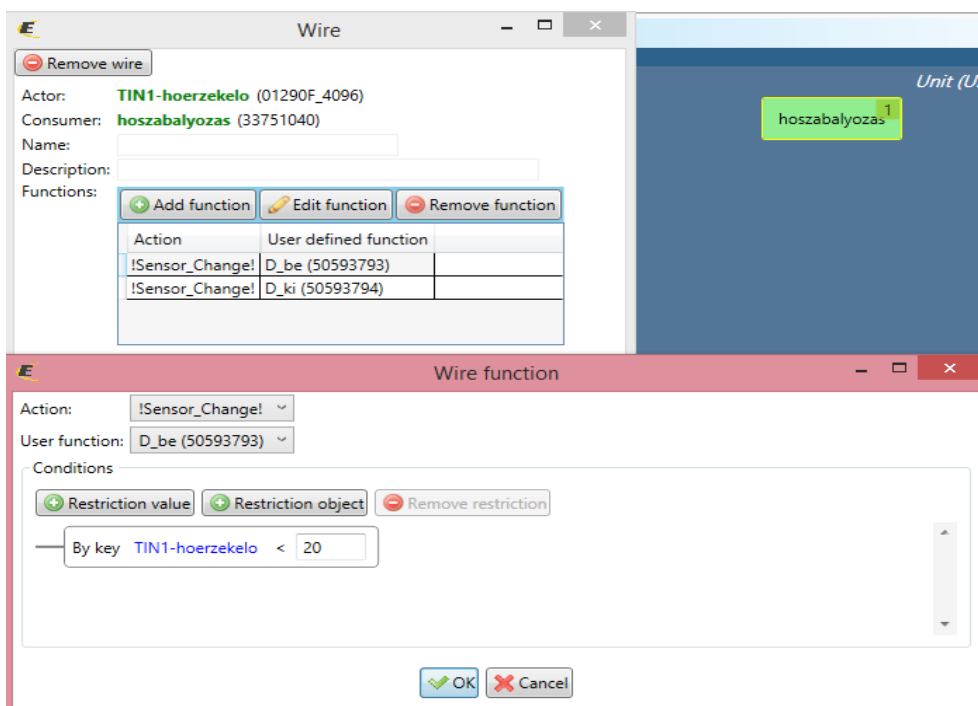 Wire
Remove wire
Unit (U
Actor: TIN1-hoerzekelo (01290F_4096)
hoszabalyozas 1
Consumer: hoszabalyozas (33751040)
Name:
Description:
Functions:
Add function Edit function Remove function
Action User defined function
!Sensor_Change! D_be (50593793)
!Sensor_Change! D_ki (50593794)
Wire function
Action: !Sensor_Change!
User function: D_be (50593793)
Conditions
Restriction value Restriction object Remove restriction
By key TIN1-hoerzekelo < 20
OK Cancel